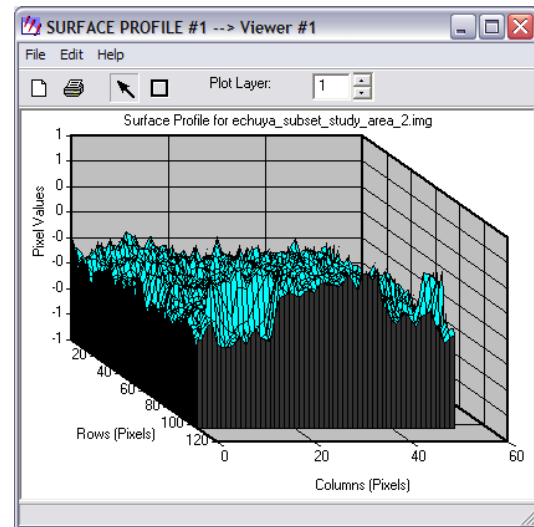 SURFACE PROFILE #1 --> Viewer #1
File Edit Help
Plot Layer: 1
Surface Profile for echuya_subset_study_area_2.img
1
1
0
0
-0
-0
-0
-1
-1
Pixel Values
20
40
60
80
100
120
Rows (Pixels)
0 20 40 60
Columns (Pixels)